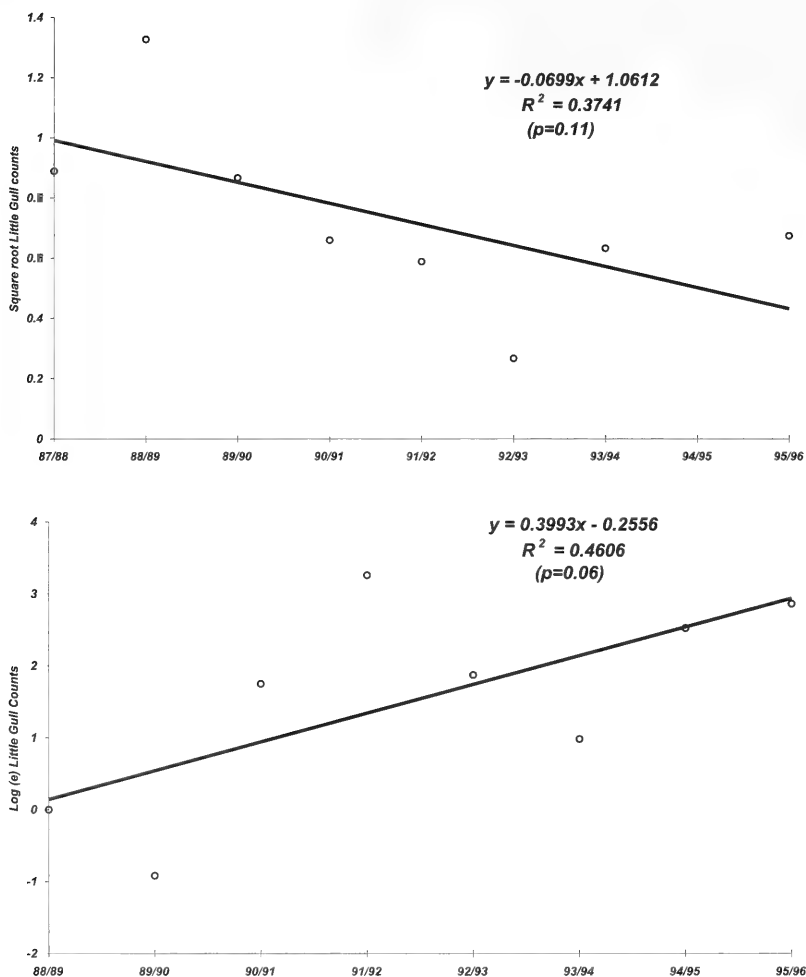 1.4
1.2
1
0.8
0.6
0.4
0.2
0
Square root Little Gull counts
y = -0.0699x + 1.0612
R² = 0.3741
(p=0.11)
87/88 88/89 89/90 90/91 91/92 92/93 93/94 94/95 95/96
4
3
2
1
0
-1
-2
Log (e) Little Gull Counts
y = 0.3993x - 0.2556
R² = 0.4606
(p=0.06)
88/89 89/90 90/91 91/92 92/93 93/94 94/95 95/96